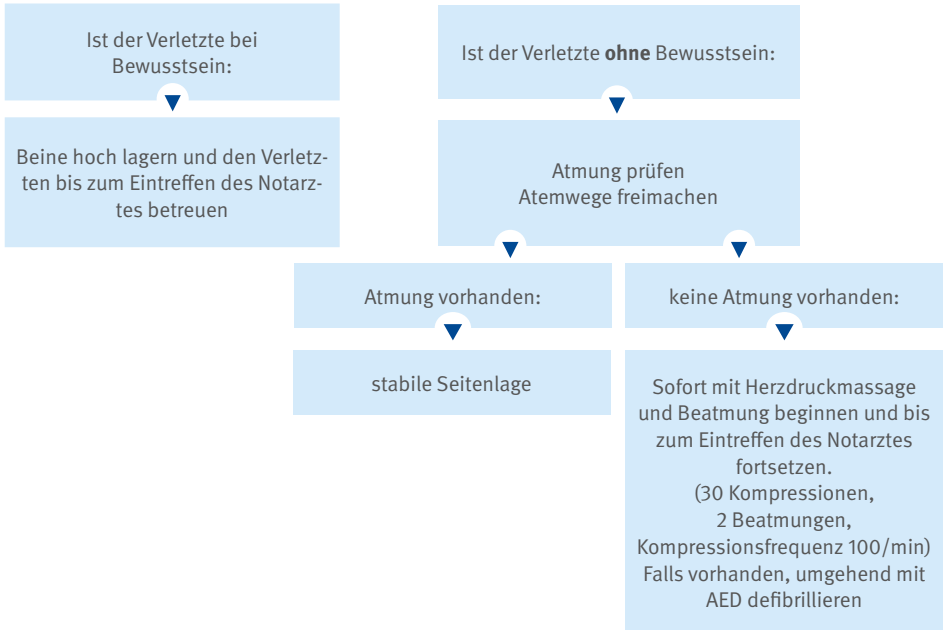 Ist der Verletzte bei
Bewusstsein:
Beine hoch lagern und den Verletz-
ten bis zum Eintreffen des Notarz-
tes betreuen
Ist der Verletzte ohne Bewusstsein:
Atmung prüfen
Atemwege freimachen
Atmung vorhanden:
stabile Seitenlage
keine Atmung vorhanden:
Sofort mit Herzdruckmassage
und Beatmung beginnen und bis
zum Eintreffen des Notarztes
fortsetzen.
(30 Kompressionen,
2 Beatmungen,
Kompressionsfrequenz 100/min)
Falls vorhanden, umgehend mit
AED defibrillieren